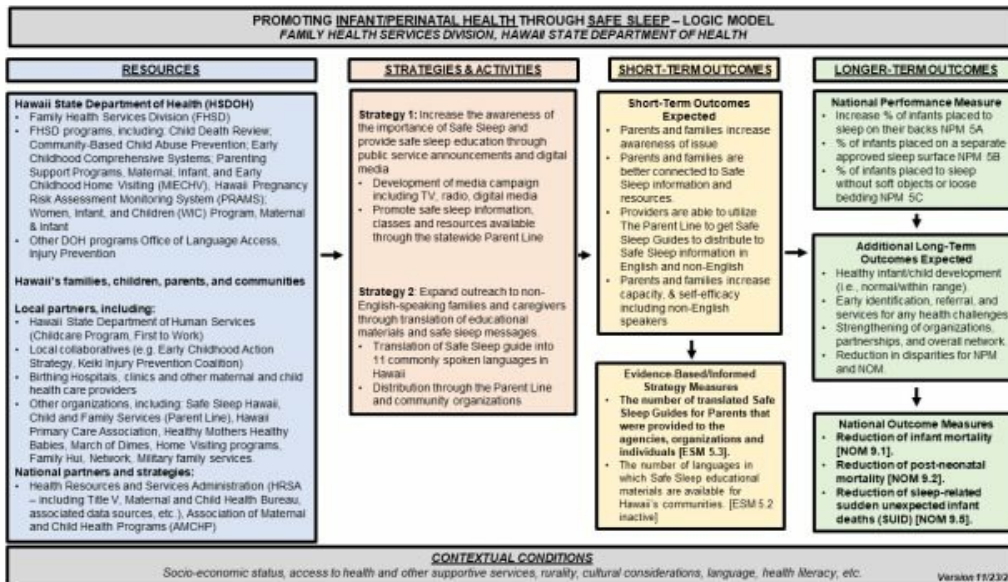 PROMOTING INFANT/PERINATAL HEALTH THROUGH SAFE SLEEP – LOGIC MODEL
FAMILY HEALTH SERVICES DIVISION, HAWAII STATE DEPARTMENT OF HEALTH
RESOURCES
Hawaii State Department of Health (HSDOH)
• Family Health Services Division (FHSD)
• FHSD programs, including: Child Death Review;
Community-Based Child Abuse Prevention; Early
Childhood Comprehensive Systems; Parenting
Support Programs, Maternal, Infant, and Early
Childhood Home Visiting (MIECHV), Hawaii Pregnancy
Risk Assessment Monitoring System (PRAMS);
Women, Infant, and Children (WIC) Program, Maternal
& Infant
• Other DOH programs Office of Language Access,
Injury Prevention
Hawaii's families, children, parents, and communities
Local partners, including:
• Hawaii State Department of Human Services
(Childcare Program, First to Work)
• Local collaboratives (e.g. Early Childhood Action
Strategy, Keiki Injury Prevention Coalition)
• Birthing Hospitals, clinics and other maternal and child
health care providers
• Other organizations, including: Safe Sleep Hawaii,
Child and Family Services (Parent Line), Hawaii
Primary Care Association, Healthy Mothers Healthy
Babies, March of Dimes, Home Visiting programs,
Family Hui, Network, Military family services.
National partners and strategies:
• Health Resources and Services Administration (HRSA
– including Title V, Maternal and Child Health Bureau,
associated data sources, etc.), Association of Maternal
and Child Health Programs (AMCHP)
STRATEGIES & ACTIVITIES
Strategy 1: Increase the awareness of
the importance of Safe Sleep and
provide safe sleep education through
public service announcements and digital
media
• Development of media campaign
including TV, radio, digital media
• Promote safe sleep information,
classes and resources available
through the statewide Parent Line
Strategy 2: Expand outreach to non-
English-speaking families and caregivers
through translation of educational
materials and safe sleep messages.
• Translation of Safe Sleep guide into
11 commonly spoken languages in
Hawaii
• Distribution through the Parent Line
and community organizations
SHORT-TERM OUTCOMES
Short-Term Outcomes
Expected
• Parents and families increase
awareness of issue
• Parents and families are
better connected to Safe
Sleep information and
resources.
• Providers are able to utilize
The Parent Line to get Safe
Sleep Guides to distribute to
Safe Sleep information in
English and non-English
• Parents and families increase
capacity, & self-efficacy
including non-English
speakers
Evidence-Based/Informed
Strategy Measures
• The number of translated Safe
Sleep Guides for Parents that
were provided to the
agencies, organizations and
individuals [ESM 5.3].
• The number of languages in
which Safe Sleep educational
materials are available for
Hawaii's communities. [ESM 5.2
inactive]
LONGER-TERM OUTCOMES
National Performance Measure
• Increase % of infants placed to
sleep on their backs NPM 5A
• % of infants placed on a separate
approved sleep surface NPM 5B
• % of infants placed to sleep
without soft objects or loose
bedding NPM 5C
Additional Long-Term
Outcomes Expected
• Healthy infant/child development
(i.e., normal/within range).
• Early identification, referral, and
services for any health challenges.
• Strengthening of organizations,
partnerships, and overall network.
• Reduction in disparities for NPM
and NOM.
National Outcome Measures
• Reduction of infant mortality
[NOM 9.1].
• Reduction of post-neonatal
mortality [NOM 9.2].
• Reduction of sleep-related
sudden unexpected infant
deaths (SUID) [NOM 9.5].
CONTEXTUAL CONDITIONS
Socio-economic status, access to health and other supportive services, rurality, cultural considerations, language, health literacy, etc.
Version